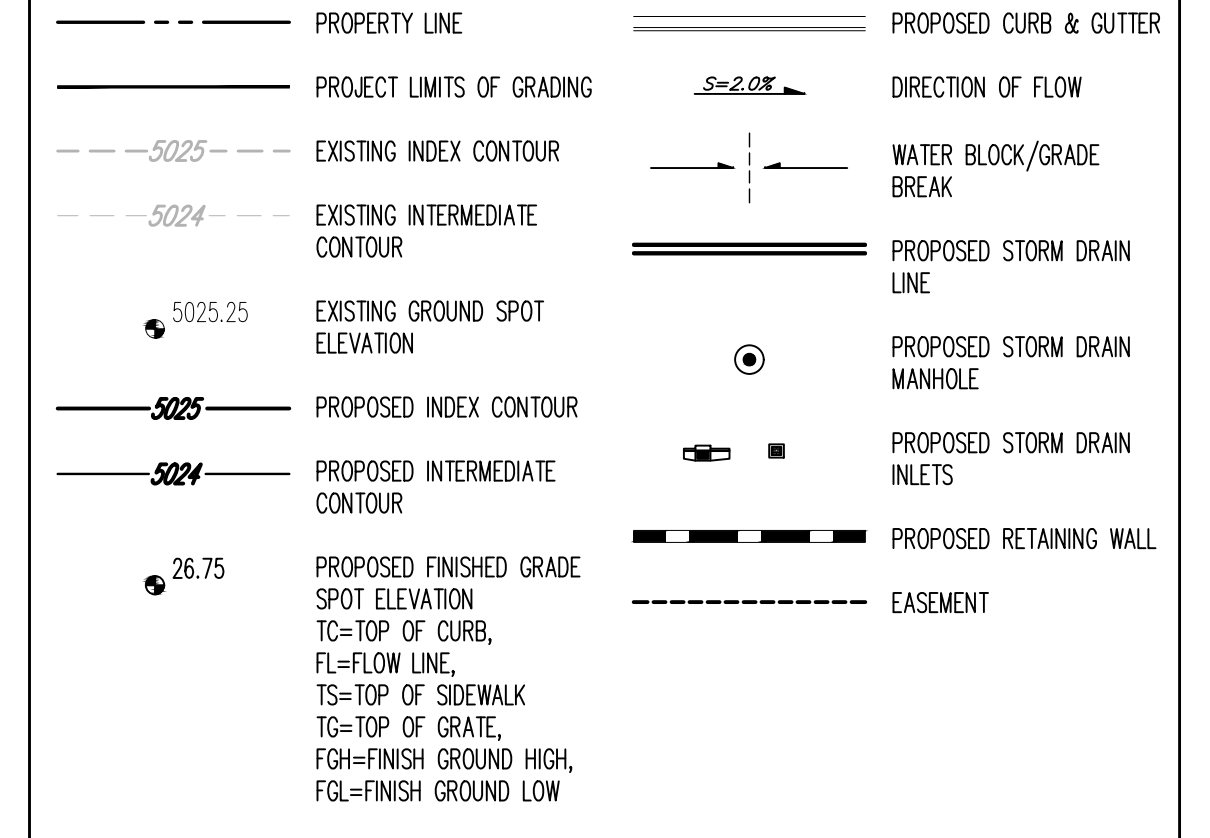 PROPERTY LINE
PROJECT LIMITS OF GRADING
5025 EXISTING INDEX CONTOUR
5024 EXISTING INTERMEDIATE
CONTOUR
5025.25 EXISTING GROUND SPOT
ELEVATION
5025 PROPOSED INDEX CONTOUR
5024 PROPOSED INTERMEDIATE
CONTOUR
26.75 PROPOSED FINISHED GRADE
SPOT ELEVATION
TC=TOP OF CURB,
FL=FLOW LINE,
TS=TOP OF SIDEWALK
TG=TOP OF GRATE,
FGH=FINISH GROUND HIGH,
FGL=FINISH GROUND LOW
PROPOSED CURB & GUTTER
S=2.0% DIRECTION OF FLOW
WATER BLOCK/GRADE
BREAK
PROPOSED STORM DRAIN
LINE
PROPOSED STORM DRAIN
MANHOLE
PROPOSED STORM DRAIN
INLETS
PROPOSED RETAINING WALL
EASEMENT